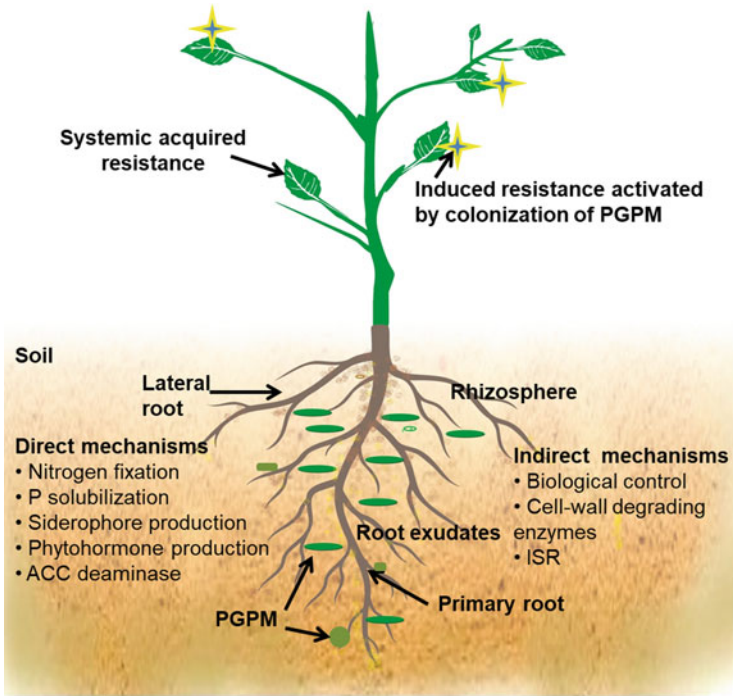 Systemic acquired
resistance
Induced resistance activated
by colonization of PGPM
Soil
Lateral
root
Rhizosphere
Direct mechanisms
• Nitrogen fixation
• P solubilization
• Siderophore production
• Phytohormone production
• ACC deaminase
Indirect mechanisms
• Biological control
• Cell-wall degrading
enzymes
• ISR
Root exudates
Primary root
PGPM